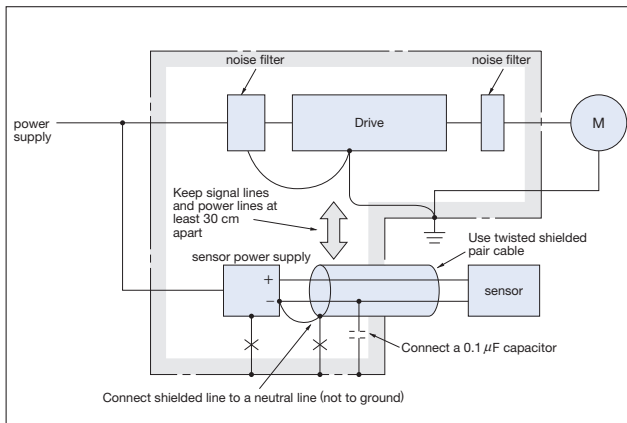 noise filter
noise filter
power
supply
Drive
M
Keep signal lines
and power lines at
least 30 cm
apart
Use twisted shielded
pair cable
sensor power supply
+
−
sensor
Connect a 0.1 μF capacitor
Connect shielded line to a neutral line (not to ground)